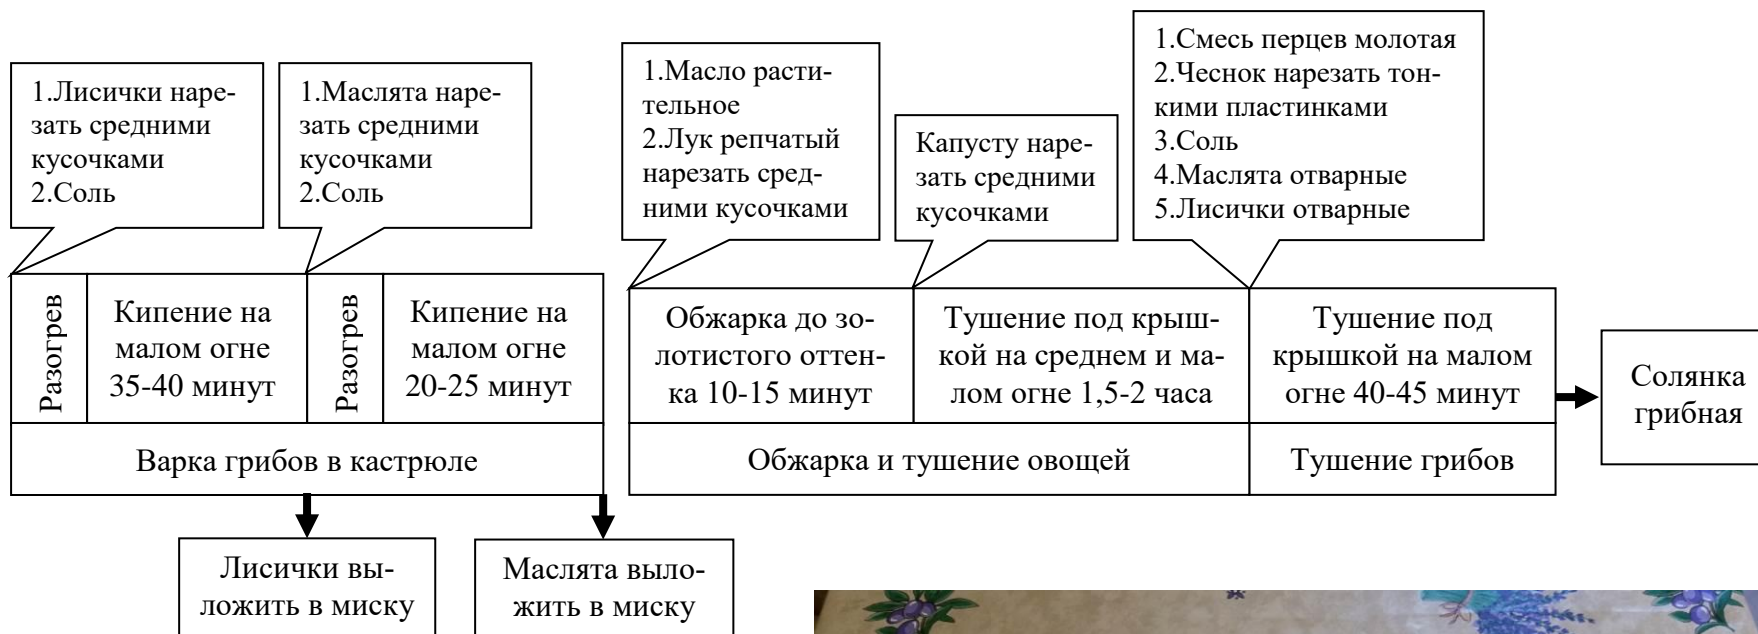 1.Лисички наре-
зать средними
кусочками
2.Соль
1.Маслята наре-
зать средними
кусочками
2.Соль
1.Масло расти-
тельное
2.Лук репчатый
нарезать сред-
ними кусочками
Капусту наре-
зать средними
кусочками
1.Смесь перцев молотая
2.Чеснок нарезать тон-
кими пластинками
3.Соль
4.Маслята отварные
5.Лисички отварные
Разогрев
Кипение на
малом огне
35-40 минут
Разогрев
Кипение на
малом огне
20-25 минут
Варка грибов в кастрюле
Обжарка до зо-
лотистого оттен-
ка 10-15 минут
Тушение под крыш-
кой на среднем и ма-
лом огне 1,5-2 часа
Тушение под
крышкой на малом
огне 40-45 минут
Обжарка и тушение овощей
Тушение грибов
Солянка
грибная
Лисички вы-
ложить в миску
Маслята выло-
жить в миску